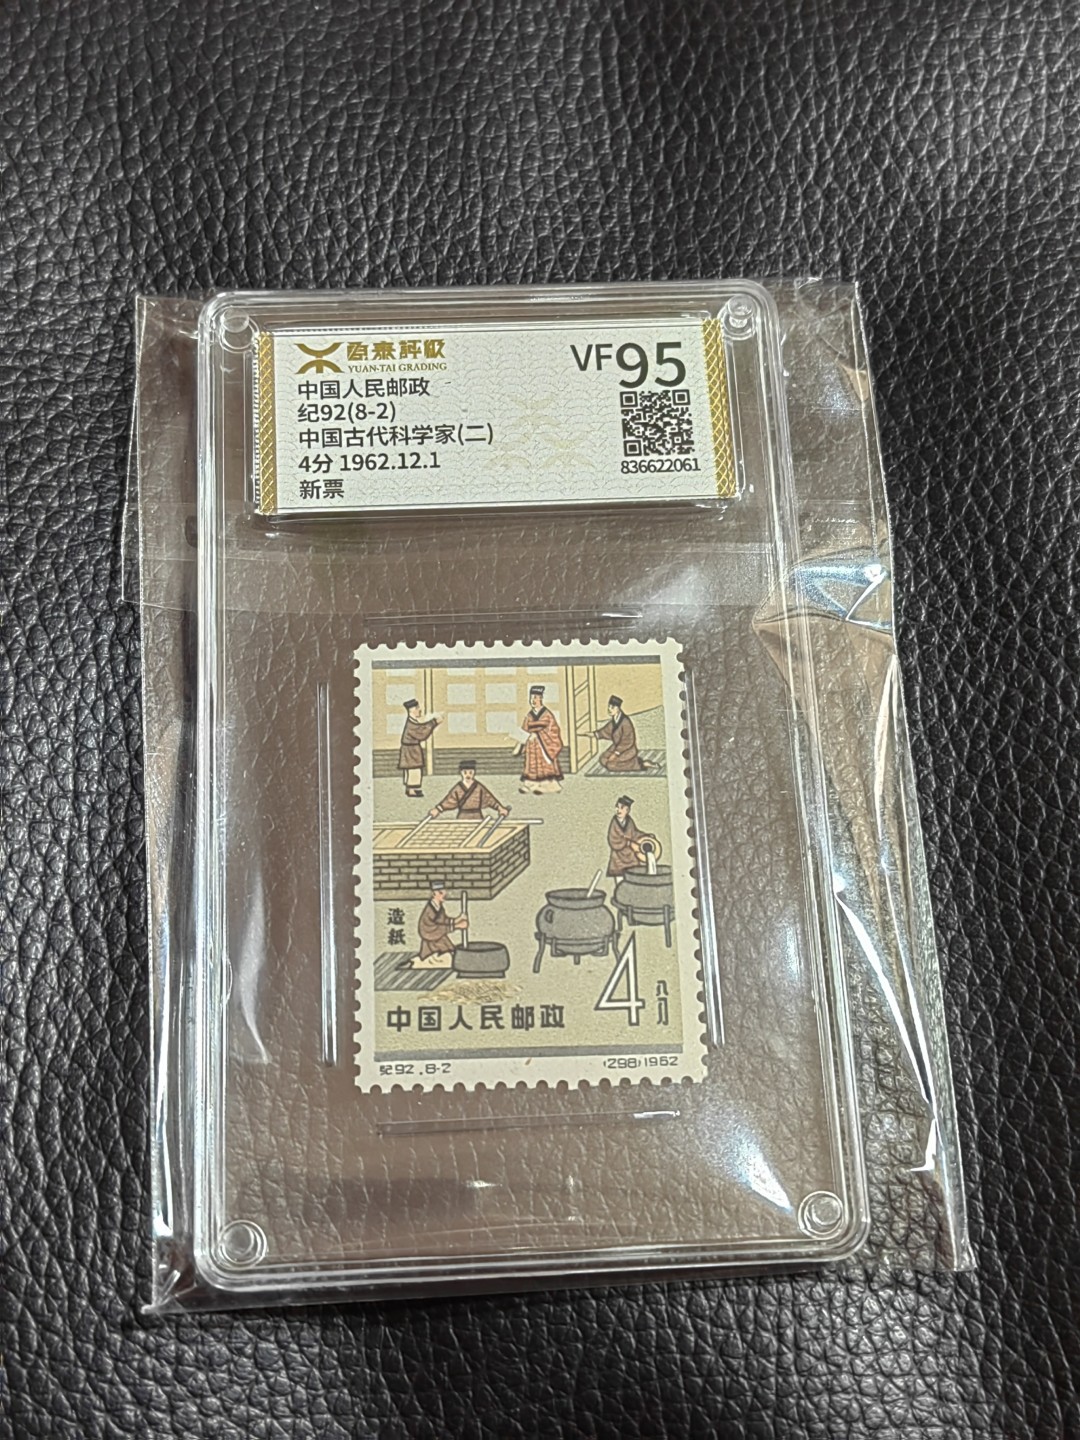 源泰評級
YUAN-TAI GRADING
中国人民邮政
纪92(8-2)
中国古代科学家(二)
4分 1962.12.1
新票
VF95
836622061
造紙
4八分
中国人民邮政
纪92.8-2
(298)1962